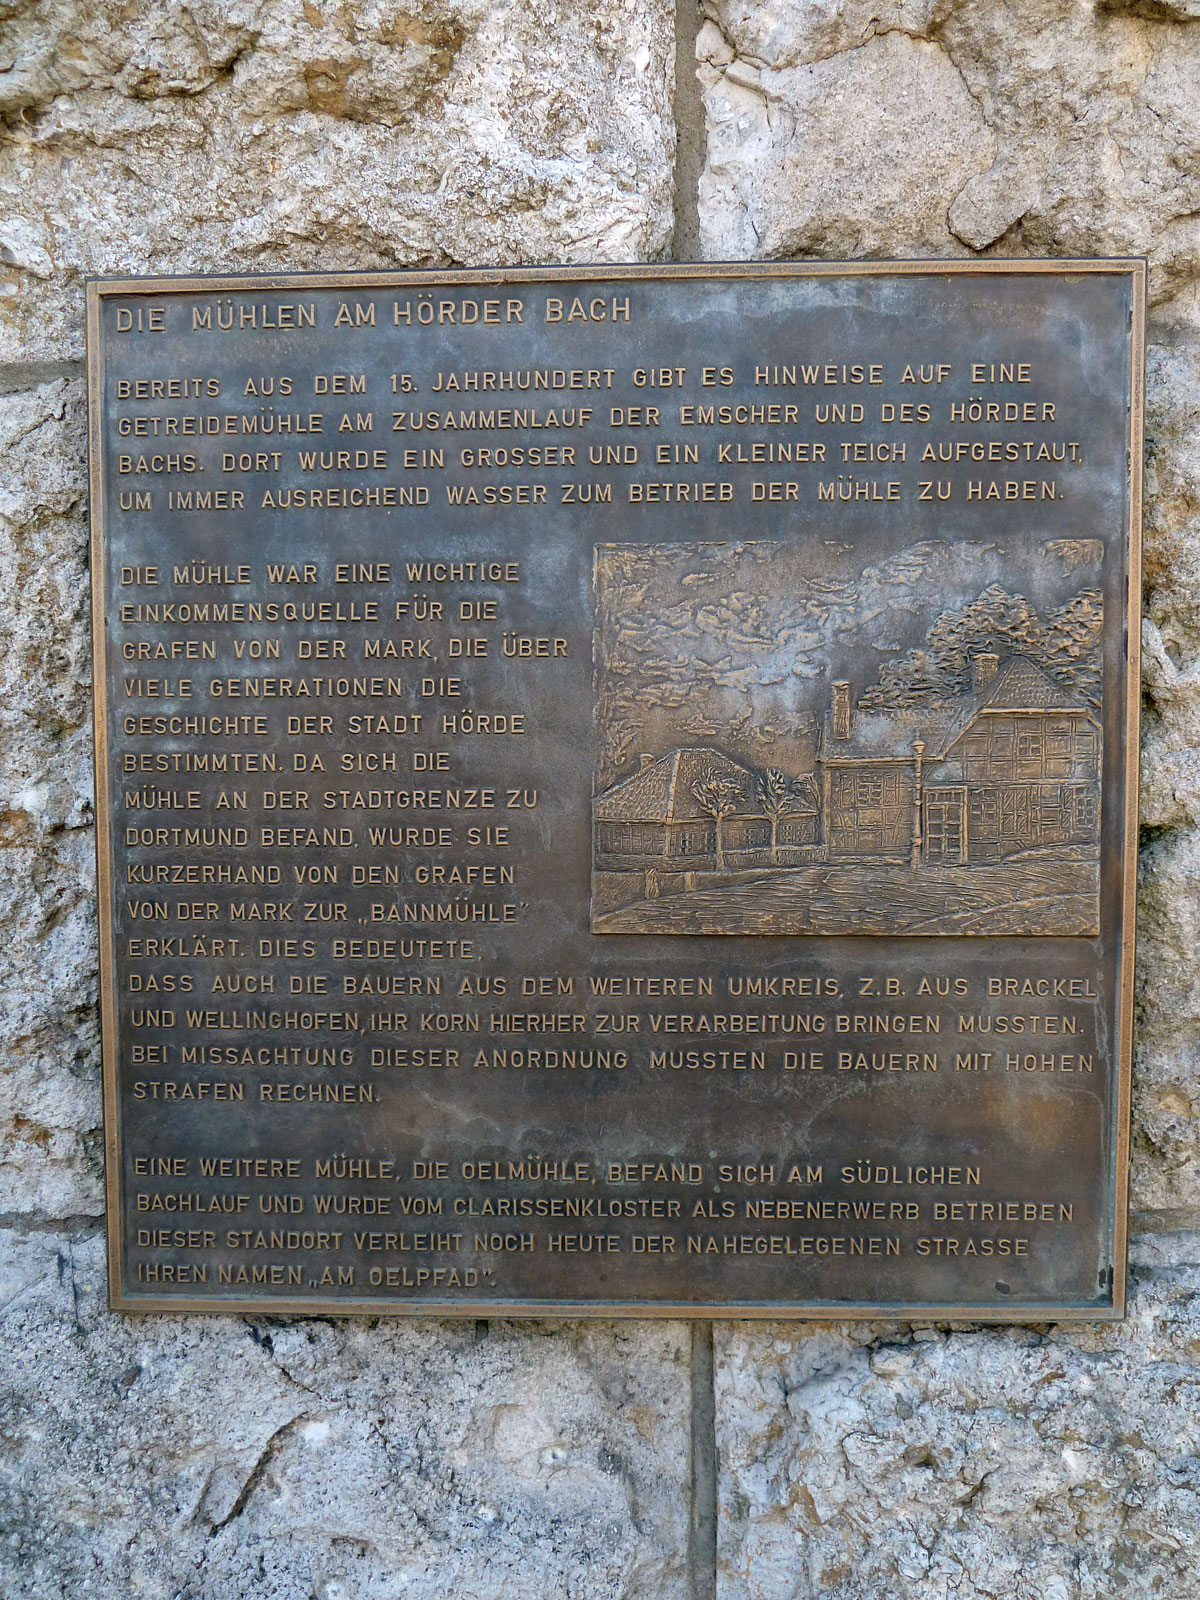 DIE MÜHLEN AM HÖRDER BACH
BEREITS AUS DEM 15. JAHRHUNDERT GIBT ES HINWEISE AUF EINE
GETREIDEMÜHLE AM ZUSAMMENLAUF DER EMSCHER UND DES HÖRDER
BACHS. DORT WURDE EIN GROSSER UND EIN KLEINER TEICH AUFGESTAUT,
UM IMMER AUSREICHEND WASSER ZUM BETRIEB DER MÜHLE ZU HABEN.
DIE MÜHLE WAR EINE WICHTIGE
EINKOMMENSQUELLE FÜR DIE
GRAFEN VON DER MARK, DIE ÜBER
VIELE GENERATIONEN DIE
GESCHICHTE DER STADT HÖRDE
BESTIMMTEN. DA SICH DIE
MÜHLE AN DER STADTGRENZE ZU
DORTMUND BEFAND, WURDE SIE
KURZERHAND VON DEN GRAFEN
VON DER MARK ZUR „BANNMÜHLE“
ERKLÄRT. DIES BEDEUTETE,
DASS AUCH DIE BAUERN AUS DEM WEITEREN UMKREIS, Z.B. AUS BRACKEL
UND WELLINGHOFEN, IHR KORN HIERHER ZUR VERARBEITUNG BRINGEN MUSSTEN.
BEI MISSACHTUNG DIESER ANORDNUNG MUSSTEN DIE BAUERN MIT HOHEN
STRAFEN RECHNEN.
EINE WEITERE MÜHLE, DIE OELMÜHLE, BEFAND SICH AM SÜDLICHEN
BACHLAUF UND WURDE VOM CLARISSENKLOSTER ALS NEBENERWERB BETRIEBEN
DIESER STANDORT VERLEIHT NOCH HEUTE DER NAHEGELEGENEN STRASSE
IHREN NAMEN „AM OELPFAD“.